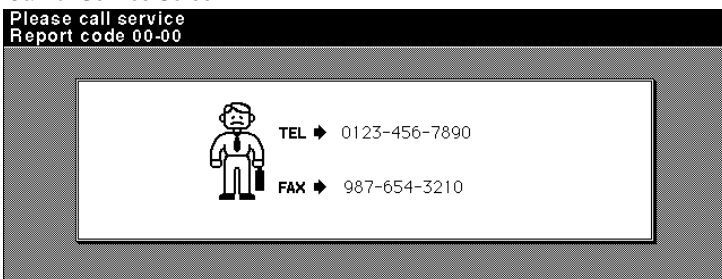 Please call service
Report code 00-00
TEL 0123-456-7890
FAX 987-654-3210